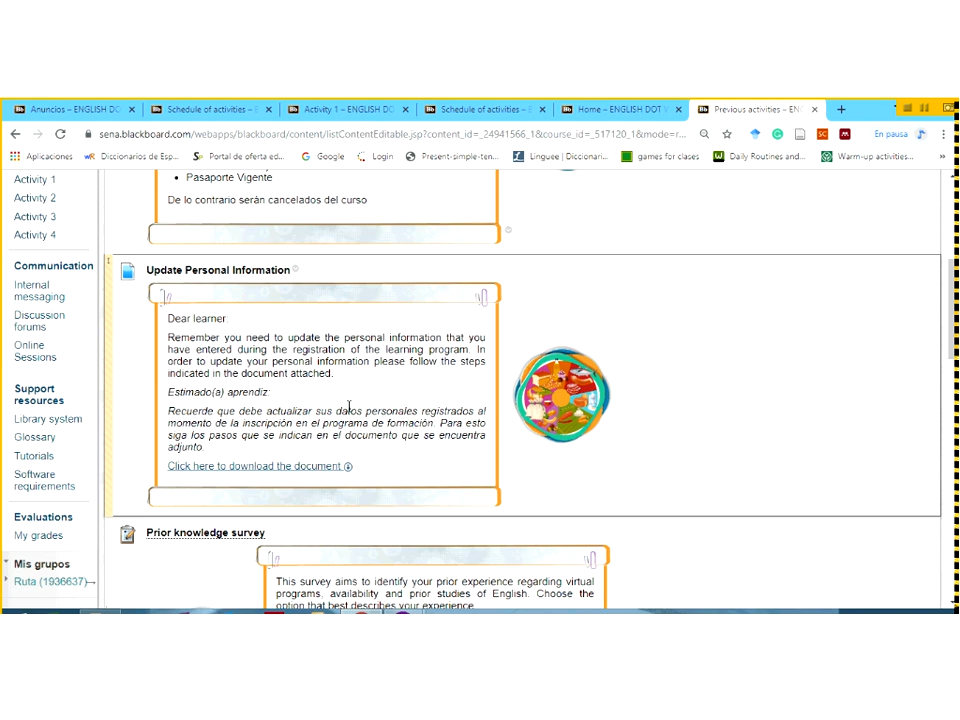 Anuncios – ENGLISH DO
Schedule of activities – E
Activity 1 – ENGLISH DO
Schedule of activities – E
Home – ENGLISH DOT V
Previous activities – EN
sena.blackboard.com/webapps/blackboard/content/listContentEditable.jsp?content_id=_24941566_1&course_id=_517120_1&mode=r...
En pausa
Aplicaciones
Diccionarios de Esp...
Portal de oferta ed...
Google
Login
Present-simple-ten...
Linguee | Diccionari...
games for clases
Daily Routines and...
Warm-up activities...
»
Activity 1
Activity 2
Activity 3
Activity 4
Communication
Internal
messaging
Discussion
forums
Online
Sessions
Support
resources
Library system
Glossary
Tutorials
Software
requirements
Evaluations
My grades
Mis grupos
Ruta (1936637)
• Pasaporte Vigente
De lo contrario serán cancelados del curso
Update Personal Information
Dear learner:
Remember you need to update the personal information that you
have entered during the registration of the learning program. In
order to update your personal information please follow the steps
indicated in the document attached.
Estimado(a) aprendiz:
Recuerde que debe actualizar sus datos personales registrados al
momento de la inscripción en el programa de formación. Para esto
siga los pasos que se indican en el documento que se encuentra
adjunto.
Click here to download the document
Prior knowledge survey
This survey aims to identify your prior experience regarding virtual
programs, availability and prior studies of English. Choose the
option that best describes your experience